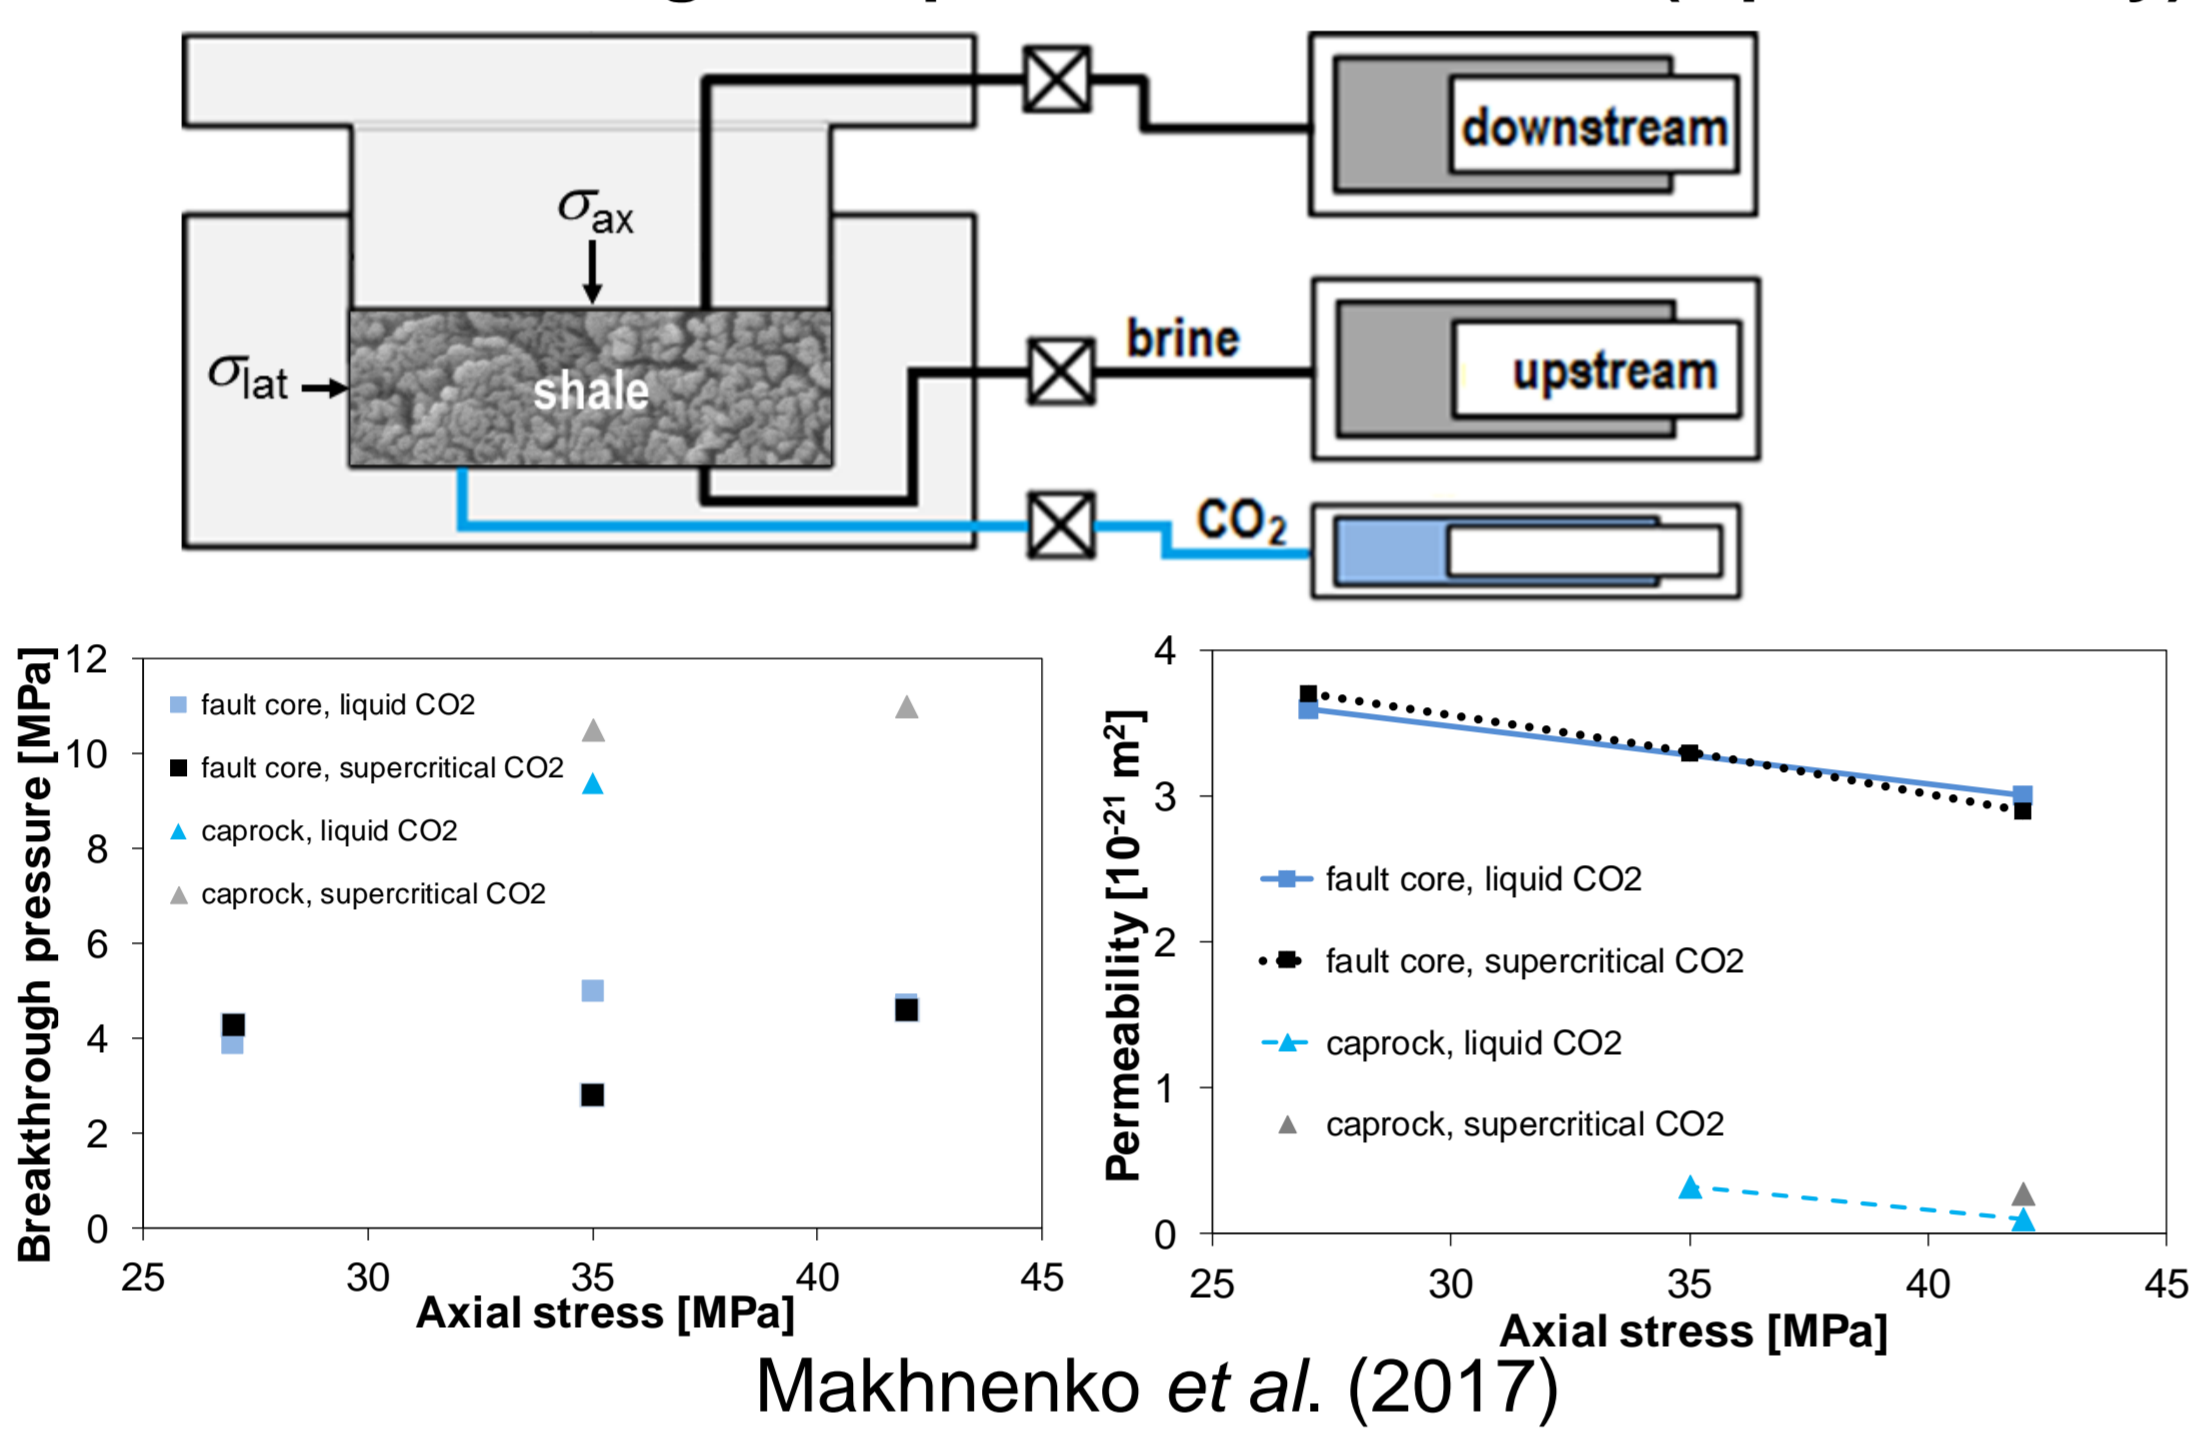 downstream
σax
brine
upstream
σlat
shale
CO2
Breakthrough pressure [MPa]
12
10
8
6
4
2
0
fault core, liquid CO2
fault core, supercritical CO2
caprock, liquid CO2
caprock, supercritical CO2
25 30 35 40 45
Axial stress [MPa]
Permeability [10-21 m2]
4
3
2
1
0
fault core, liquid CO2
fault core, supercritical CO2
caprock, liquid CO2
caprock, supercritical CO2
25 30 35 40 45
Axial stress [MPa]
Makhnenko et al. (2017)